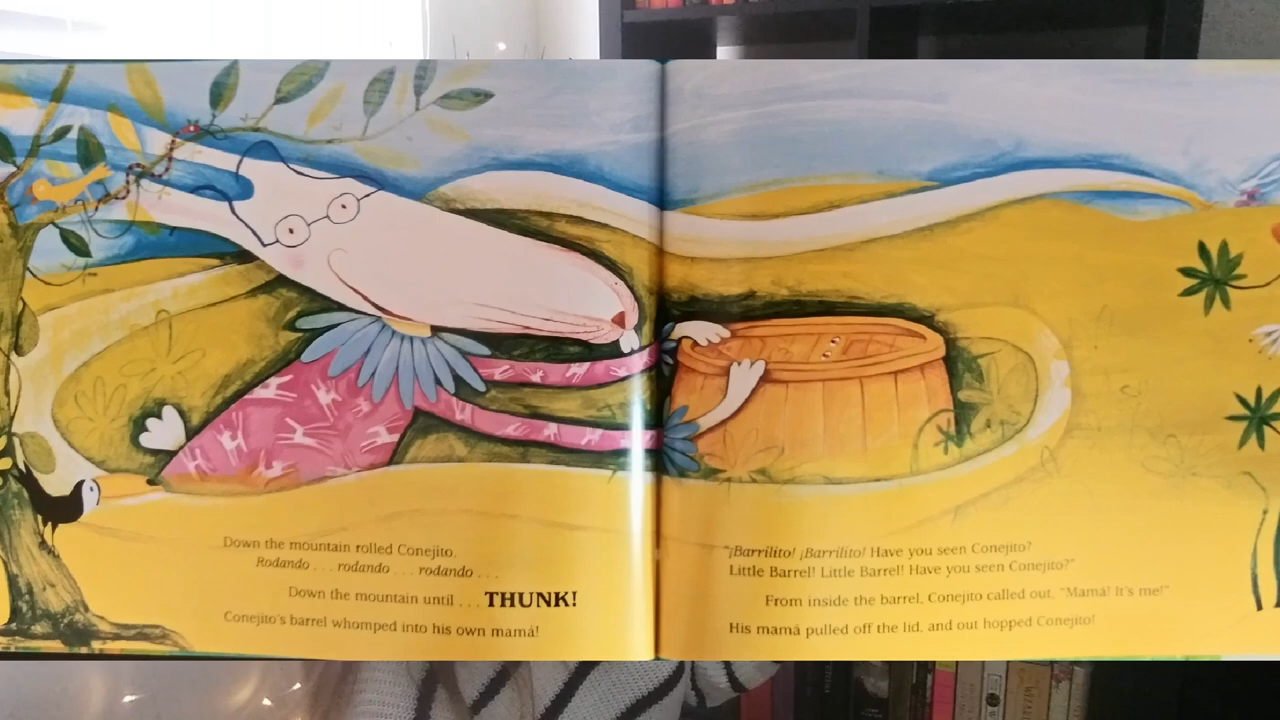 Down the mountain rolled Conejito.
Rodando . . . rodando . . . rodando . . .
Down the mountain until . . . THUNK!
Conejito's barrel whomped into his own mamá!
"¡Barrilito! ¡Barrilito! Have you seen Conejito?
Little Barrel! Little Barrel! Have you seen Conejito?"
From inside the barrel, Conejito called out, "Mamá! It's me!"
His mamá pulled off the lid, and out hopped Conejito!